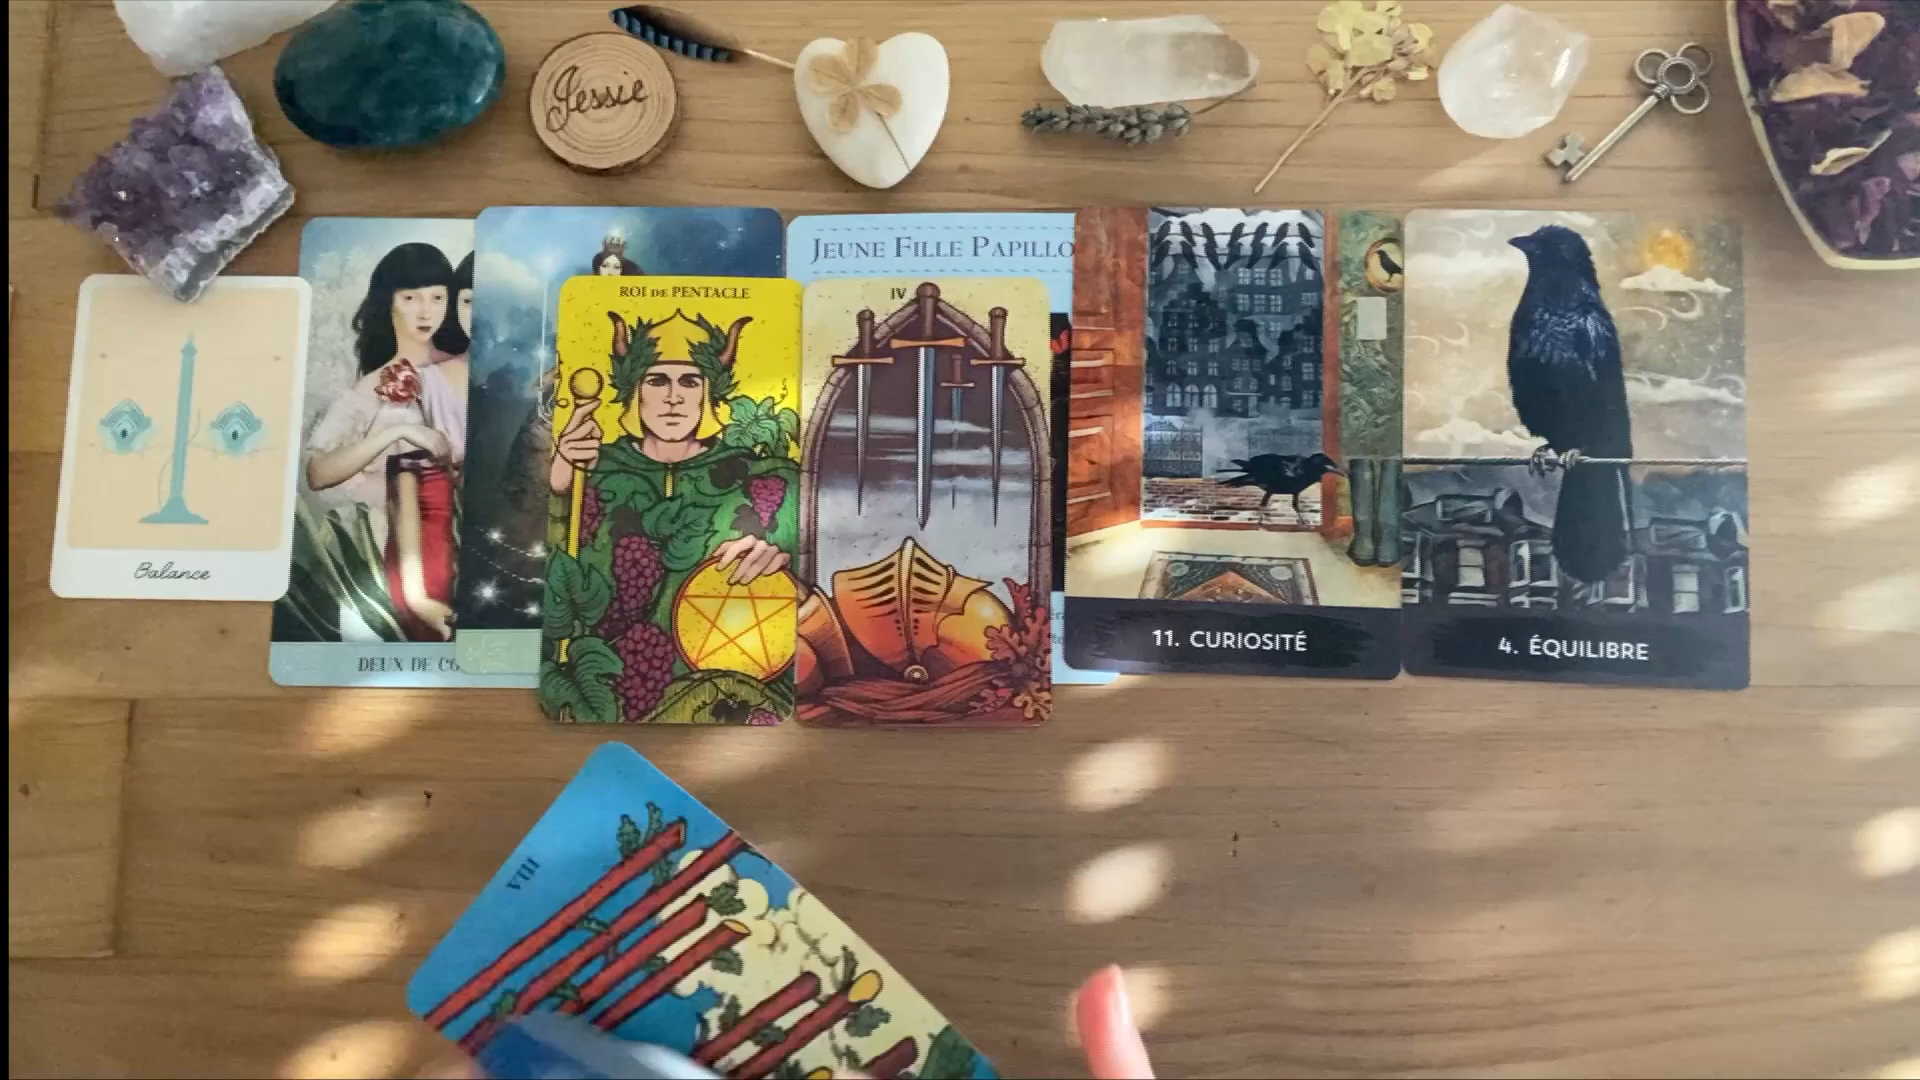 Jessie
JEUNE FILLE PAPILLO
ROI DE PENTACLE
IV
Balance
DEUX DE CO
11. CURIOSITÉ
4. ÉQUILIBRE
VIII